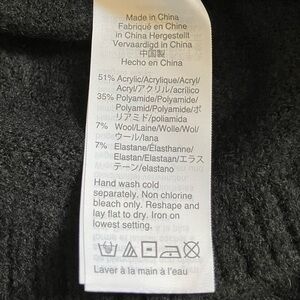 Made in China
Fabriqué en Chine
in China Hergestellt
Vervaardigd in China
中国製
Hecho en China
51% Acrylic/Acrylique/Acryl/
Acryl/アクリル/acrílico
35% Polyamide/Polyamide/
Polyamid/Polyamide/ポ
リアミド/poliamida
7% Wool/Laine/Wolle/Wol/
ウール/lana
7% Elastane/Élasthanne/
Elastan/Elastaan/エラス
テーン/elastano
Hand wash cold
separately. Non chlorine
bleach only. Reshape and
lay flat to dry. Iron on
lowest setting.
Laver à la main à l'eau